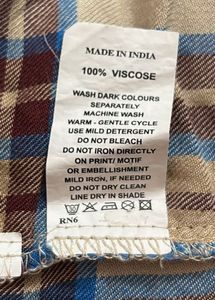 MADE IN INDIA
100% VISCOSE
WASH DARK COLOURS
SEPARATELY
MACHINE WASH
WARM - GENTLE CYCLE
USE MILD DETERGENT
DO NOT BLEACH
DO NOT IRON DIRECTLY
ON PRINT/ MOTIF
OR EMBELLISHMENT
MILD IRON, IF NEEDED
DO NOT DRY CLEAN
LINE DRY IN SHADE
RN6